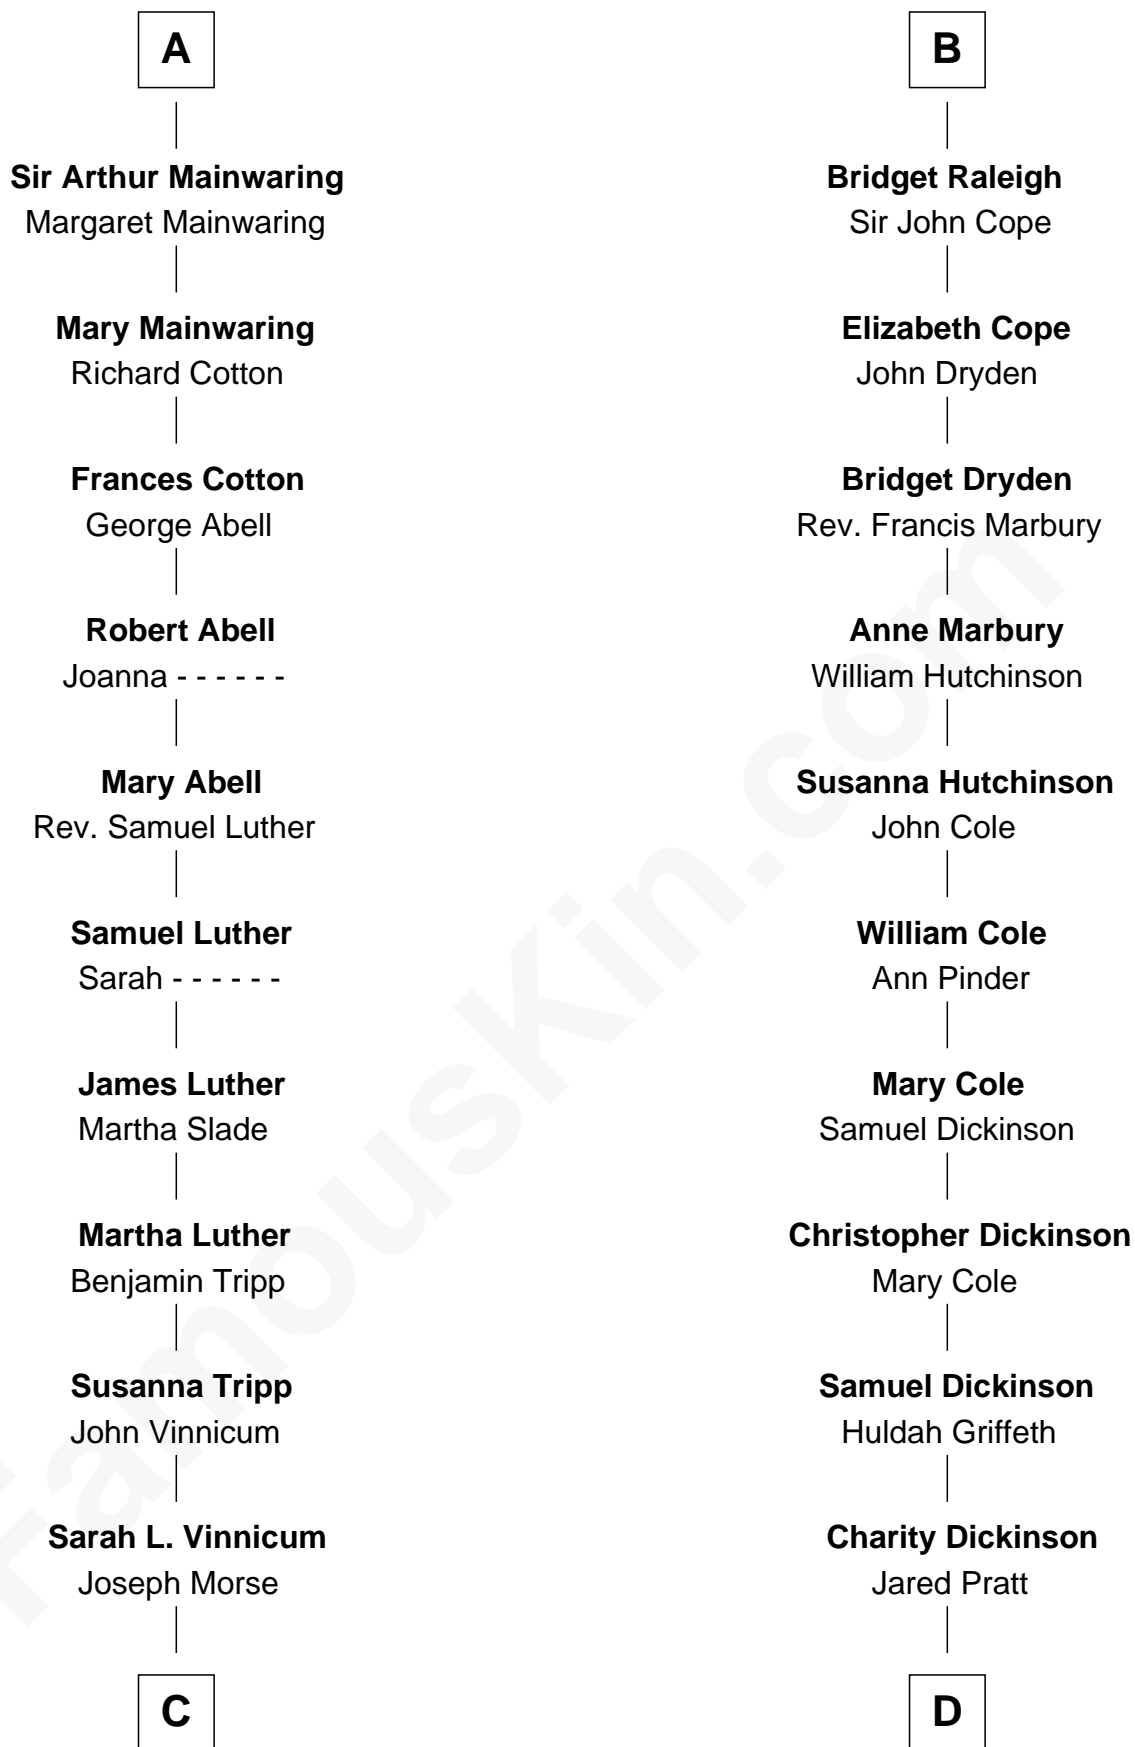 A
Sir Arthur Mainwaring
Margaret Mainwaring
Mary Mainwaring
Richard Cotton
Frances Cotton
George Abell
Robert Abell
Joanna - - - - - -
Mary Abell
Rev. Samuel Luther
Samuel Luther
Sarah - - - - - -
James Luther
Martha Slade
Martha Luther
Benjamin Tripp
Susanna Tripp
John Vinnicum
Sarah L. Vinnicum
Joseph Morse
C
B
Bridget Raleigh
Sir John Cope
Elizabeth Cope
John Dryden
Bridget Dryden
Rev. Francis Marbury
Anne Marbury
William Hutchinson
Susanna Hutchinson
John Cole
William Cole
Ann Pinder
Mary Cole
Samuel Dickinson
Christopher Dickinson
Mary Cole
Samuel Dickinson
Huldah Griffeth
Charity Dickinson
Jared Pratt
D
FamousKin.com